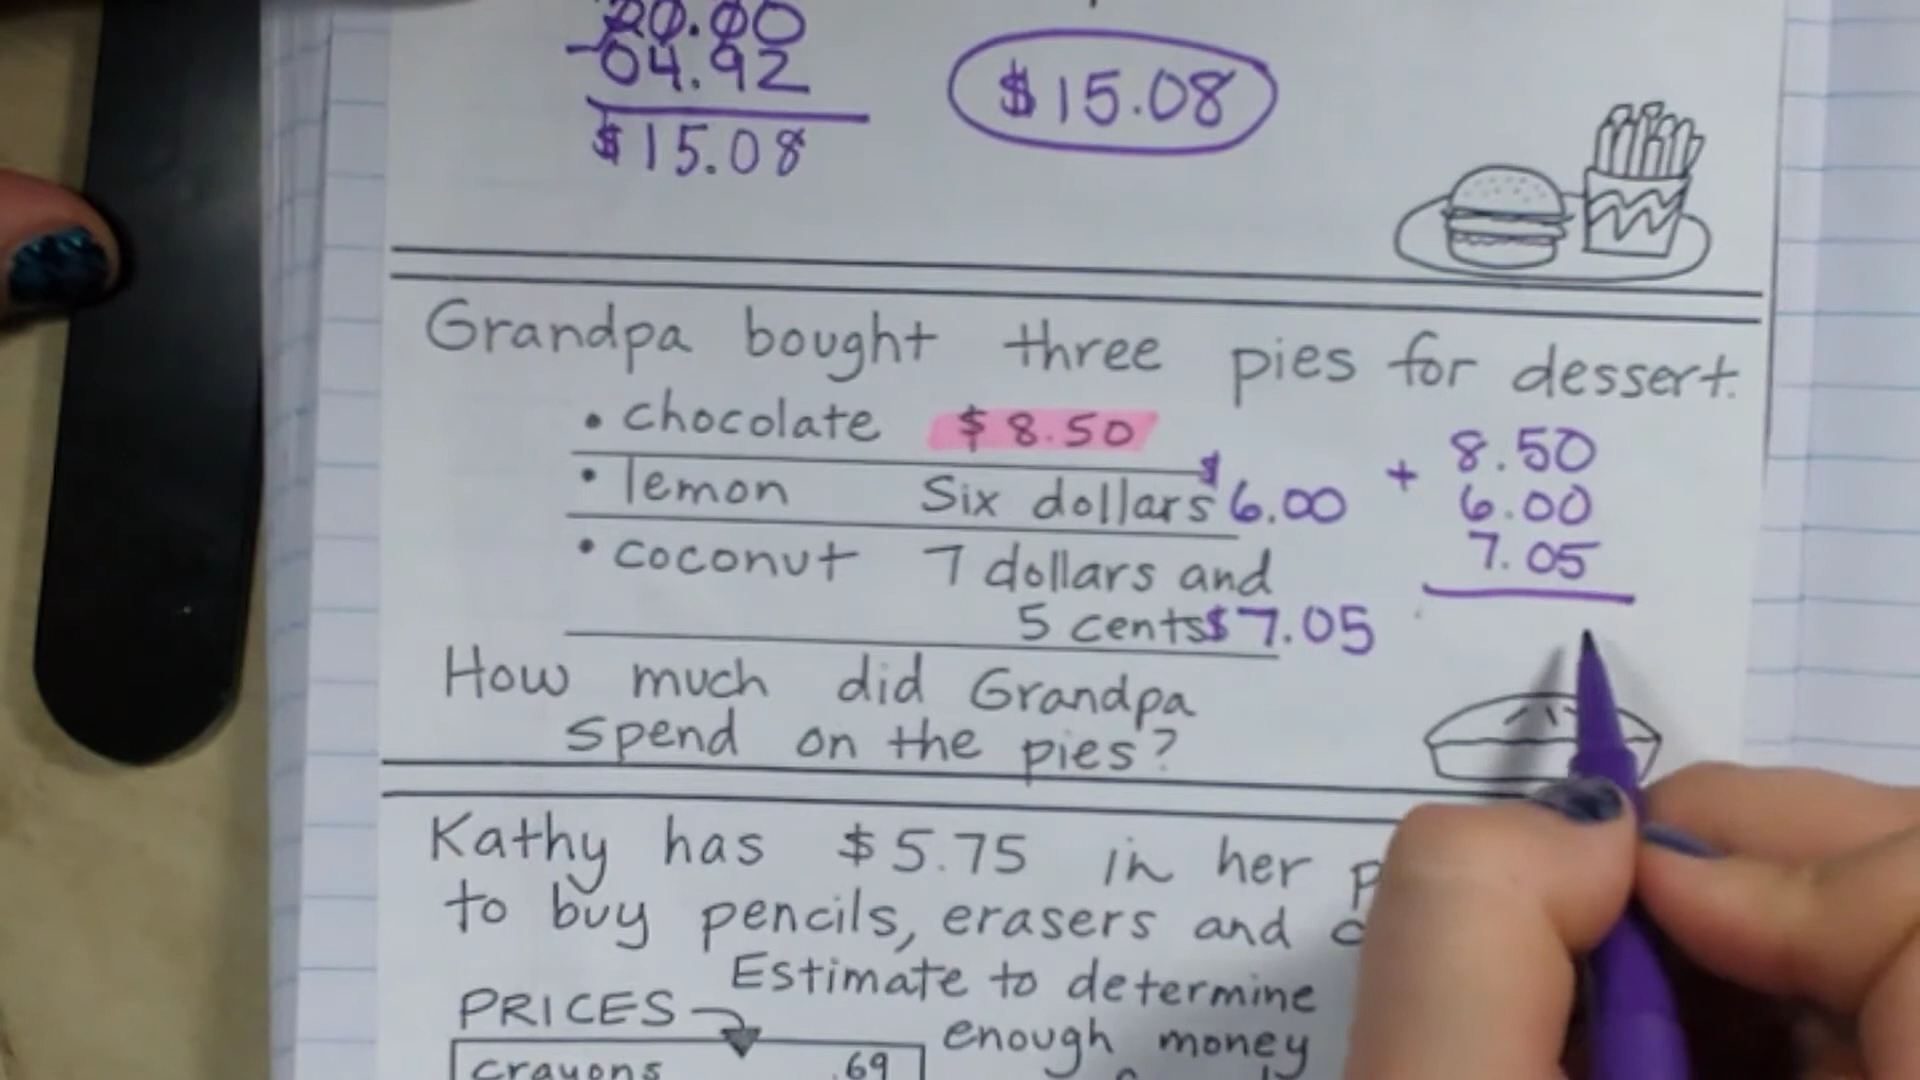 20.00
- 04.92
$15.08
$15.08
Grandpa bought three pies for dessert.
• chocolate $8.50
• lemon Six dollars $6.00
• coconut 7 dollars and
5 cents $7.05
8.50
+ 6.00
7.05
How much did Grandpa
spend on the pies?
Kathy has $5.75 in her
to buy pencils, erasers and
Estimate to determine
PRICES
enough money
crayons .69